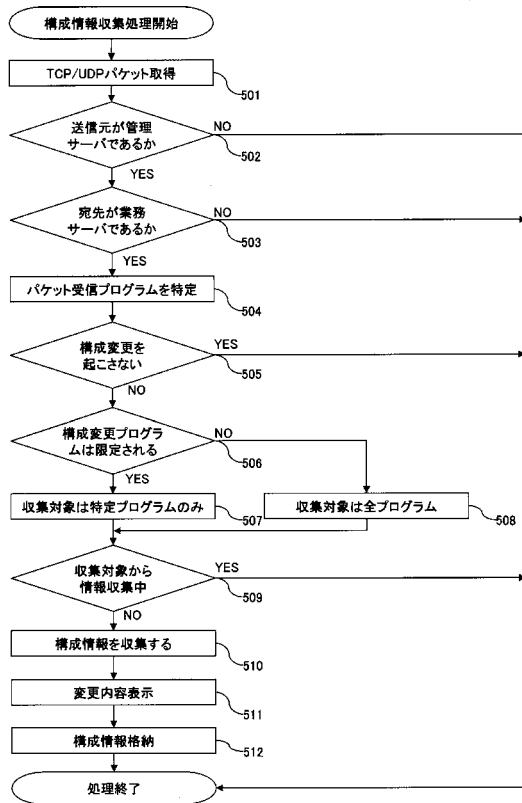 構成情報収集処理開始
TCP/UDPパケット取得
501
送信元が管理
サーバであるか
NO
502
YES
宛先が業務
サーバであるか
NO
503
YES
パケット受信プログラムを特定
504
構成変更を
起こさない
YES
505
NO
構成変更プログラ
ムは限定される
NO
506
YES
収集対象は特定プログラムのみ
507
収集対象は全プログラム
508
収集対象から
情報収集中
YES
509
NO
構成情報を収集する
510
変更内容表示
511
構成情報格納
512
処理終了